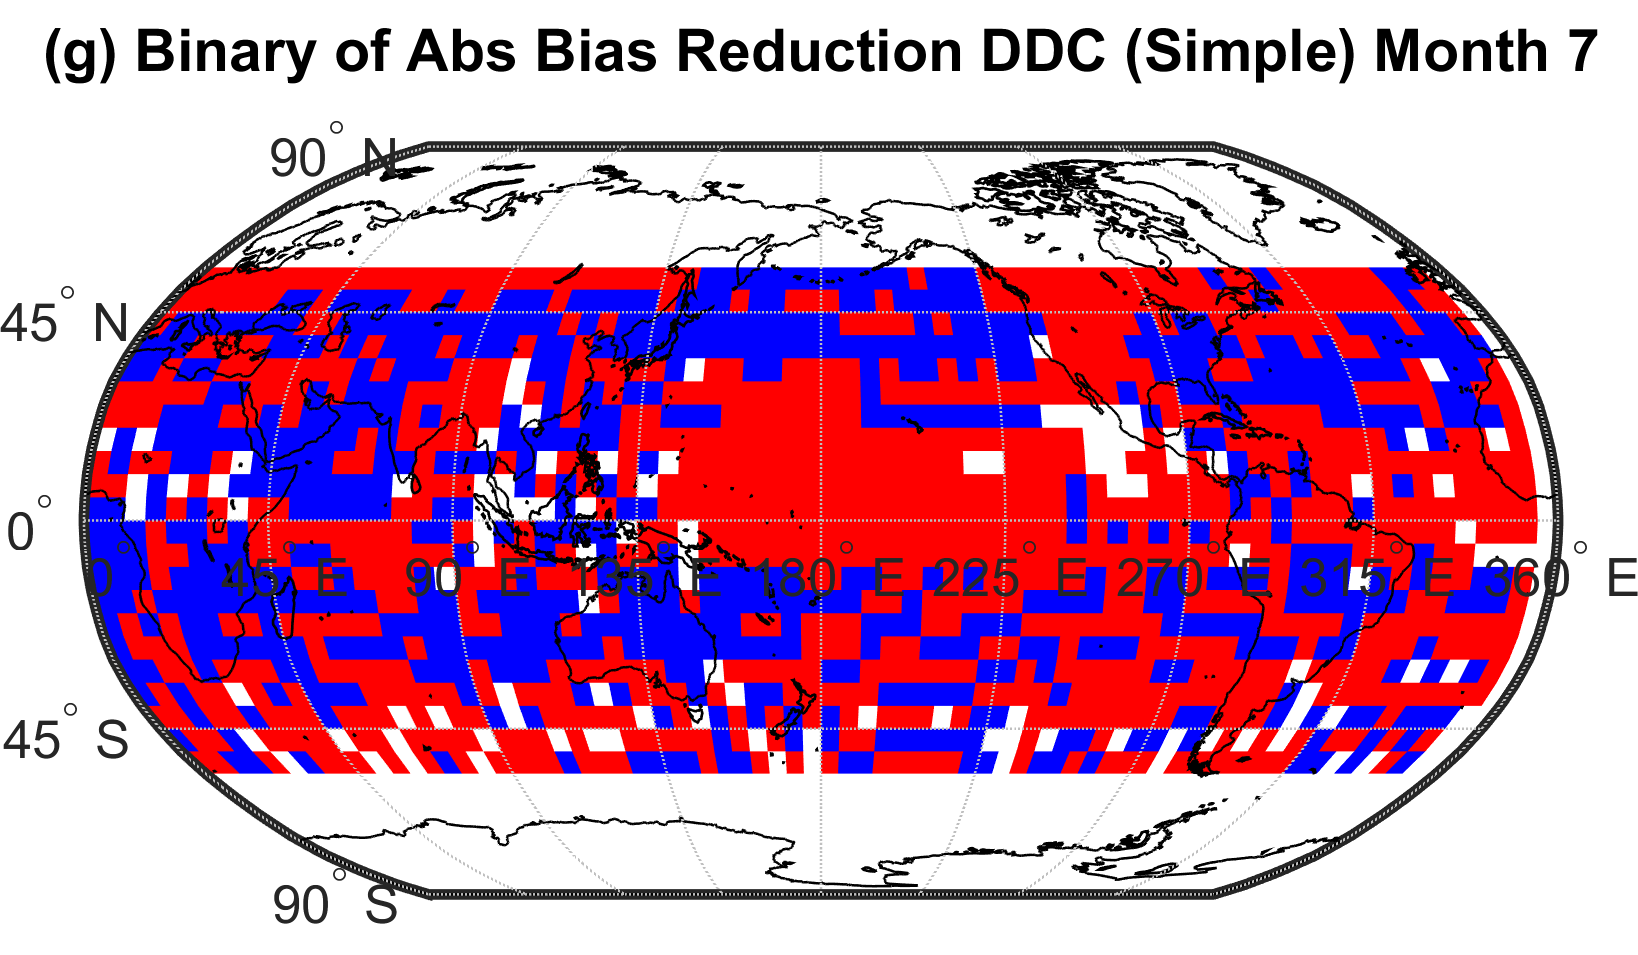 (g) Binary of Abs Bias Reduction DDC (Simple) Month 7
90° N
45° N
0°
0° 45° E 90° E 135° E 180° E 225° E 270° E 315° E 360° E
45° S
90° S